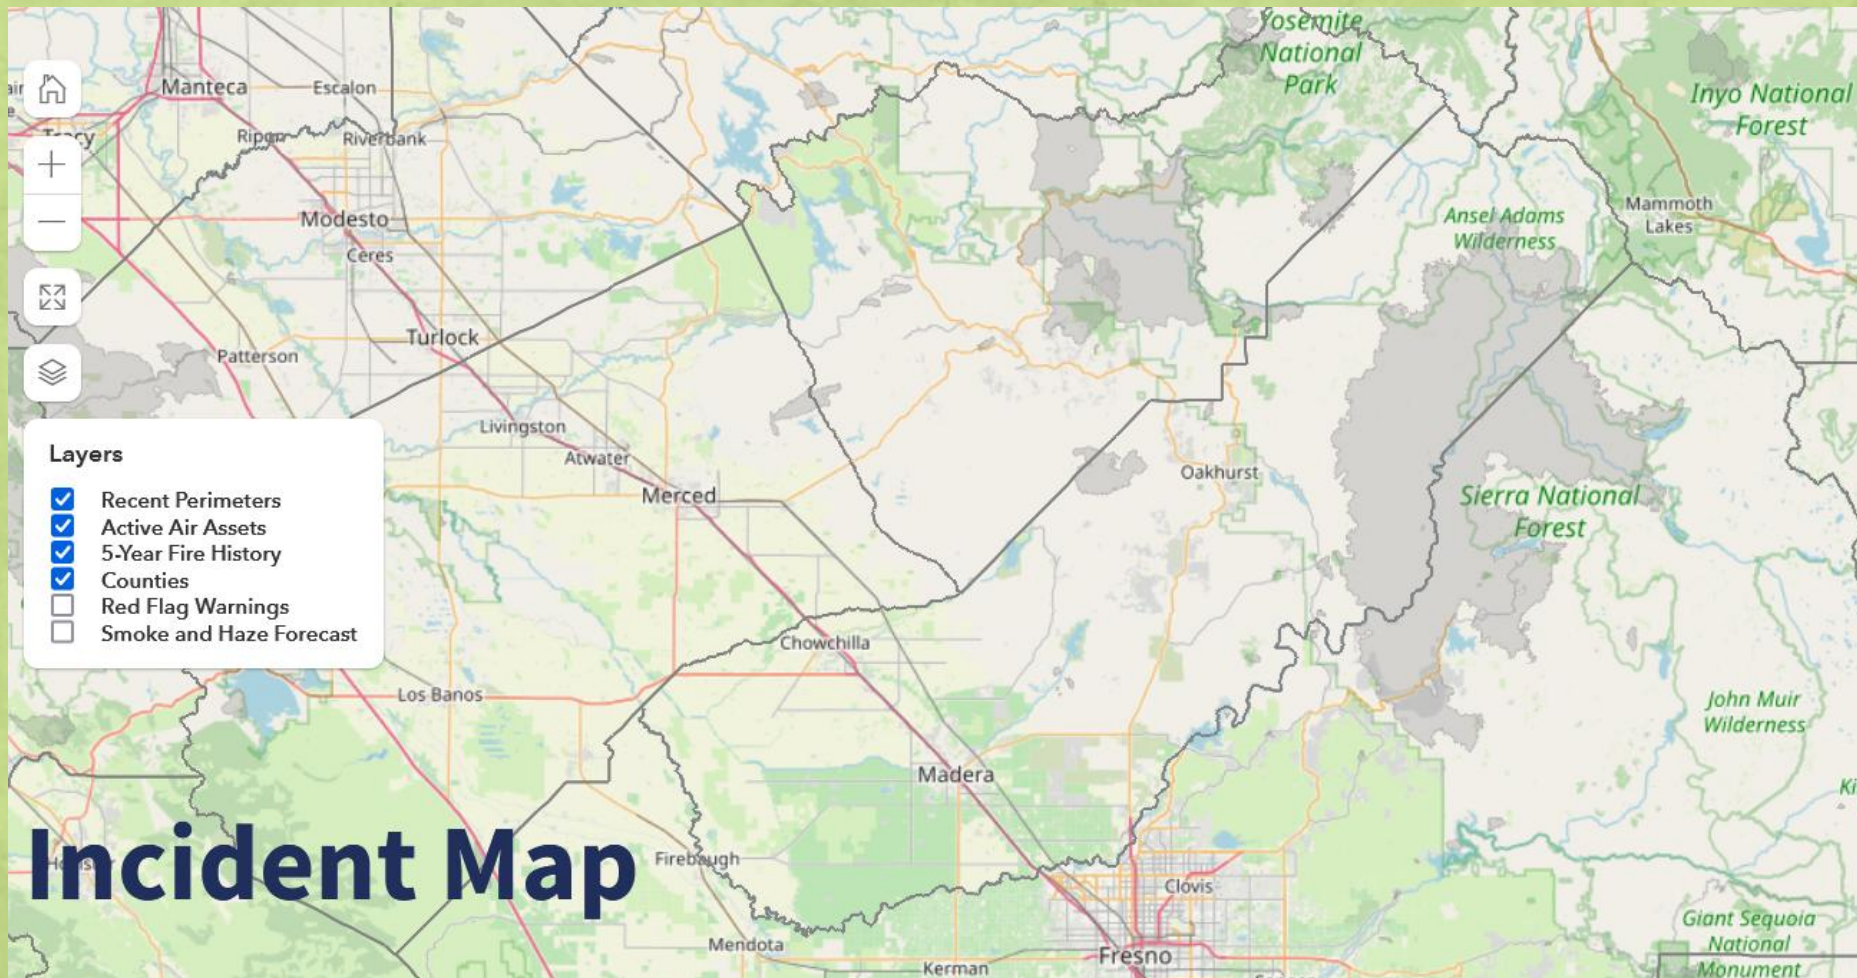 Yosemite
National
Park
Manteca
Escalon
Inyo National
Forest
Tracy
Ripon
Riverbank
Mammoth
Lakes
Ansel Adams
Wilderness
Modesto
Ceres
Turlock
Patterson
Livingston
Atwater
Merced
Oakhurst
Sierra National
Forest
Layers
Recent Perimeters
Active Air Assets
5-Year Fire History
Counties
Red Flag Warnings
Smoke and Haze Forecast
Chowchilla
Los Banos
John Muir
Wilderness
Madera
Incident Map
Firebaugh
Clovis
Mendota
Fresno
Kerman
Giant Sequoia
National
Monument